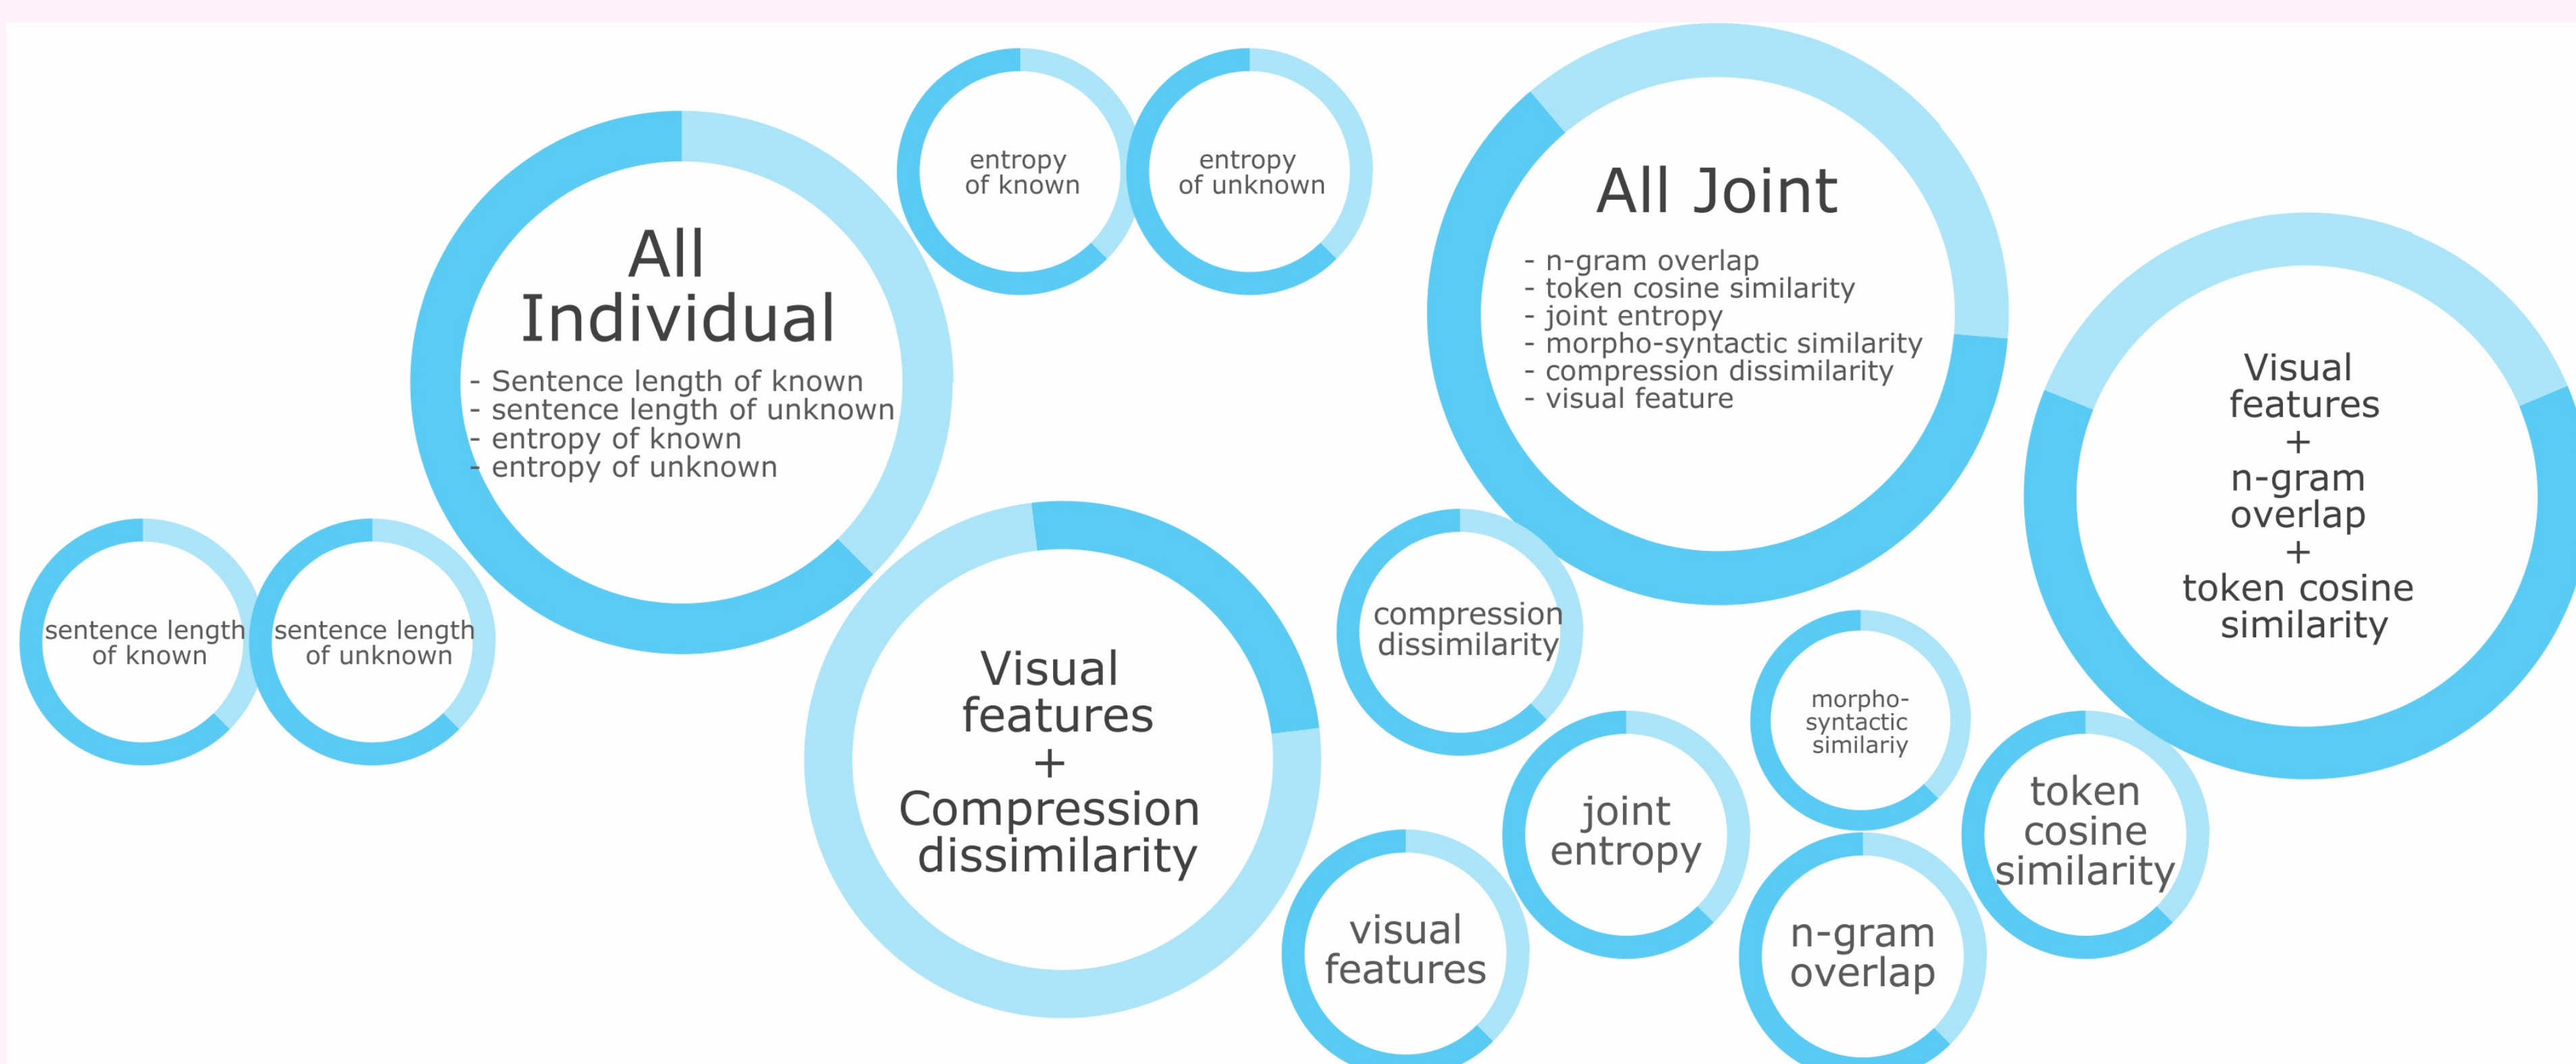 entropy
of known
entropy
of unknown
All
Individual
- Sentence length of known
- sentence length of unknown
- entropy of known
- entropy of unknown
All Joint
- n-gram overlap
- token cosine similarity
- joint entropy
- morpho-syntactic similarity
- compression dissimilarity
- visual feature
Visual
features
+
n-gram
overlap
+
token cosine
similarity
sentence length
of known
sentence length
of unknown
Visual
features
+
Compression
dissimilarity
compression
dissimilarity
morpho-
syntactic
similariy
joint
entropy
token
cosine
similarity
visual
features
n-gram
overlap